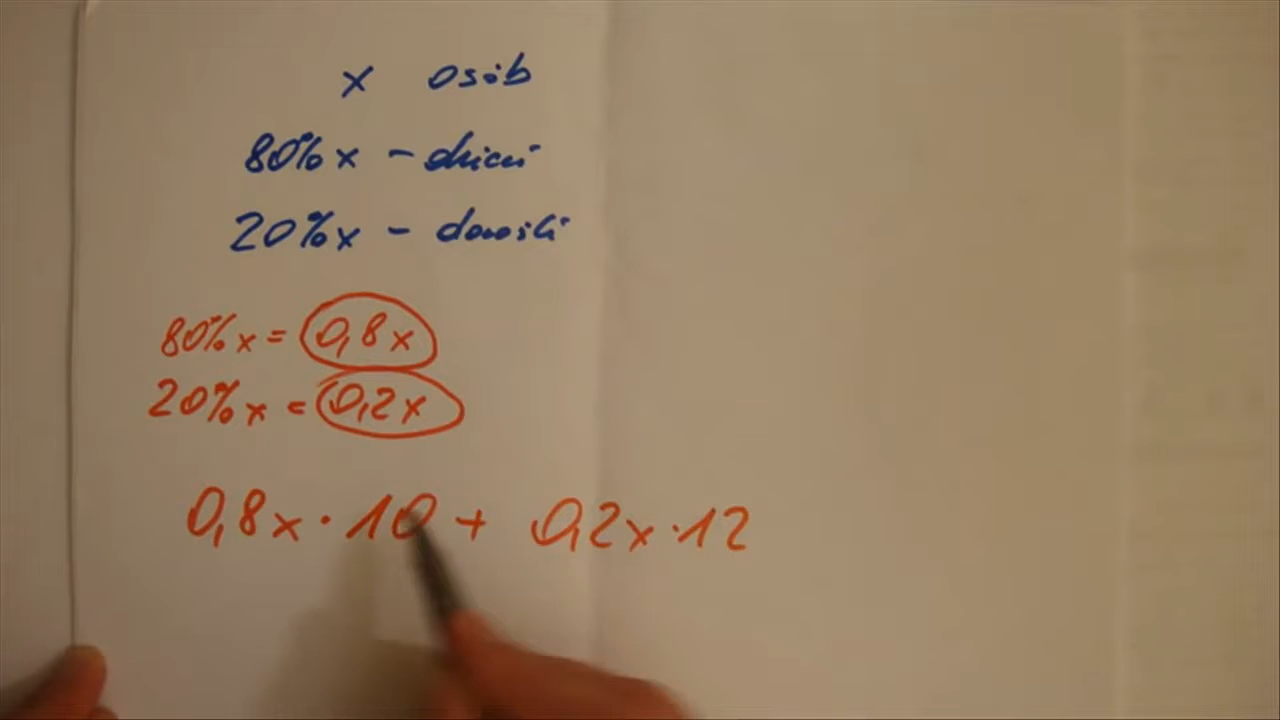 x osób
80%x - dzieci
20%x - dorośli
80%x = 0,8x
20%x = 0,2x
0,8x · 10 + 0,2x · 12